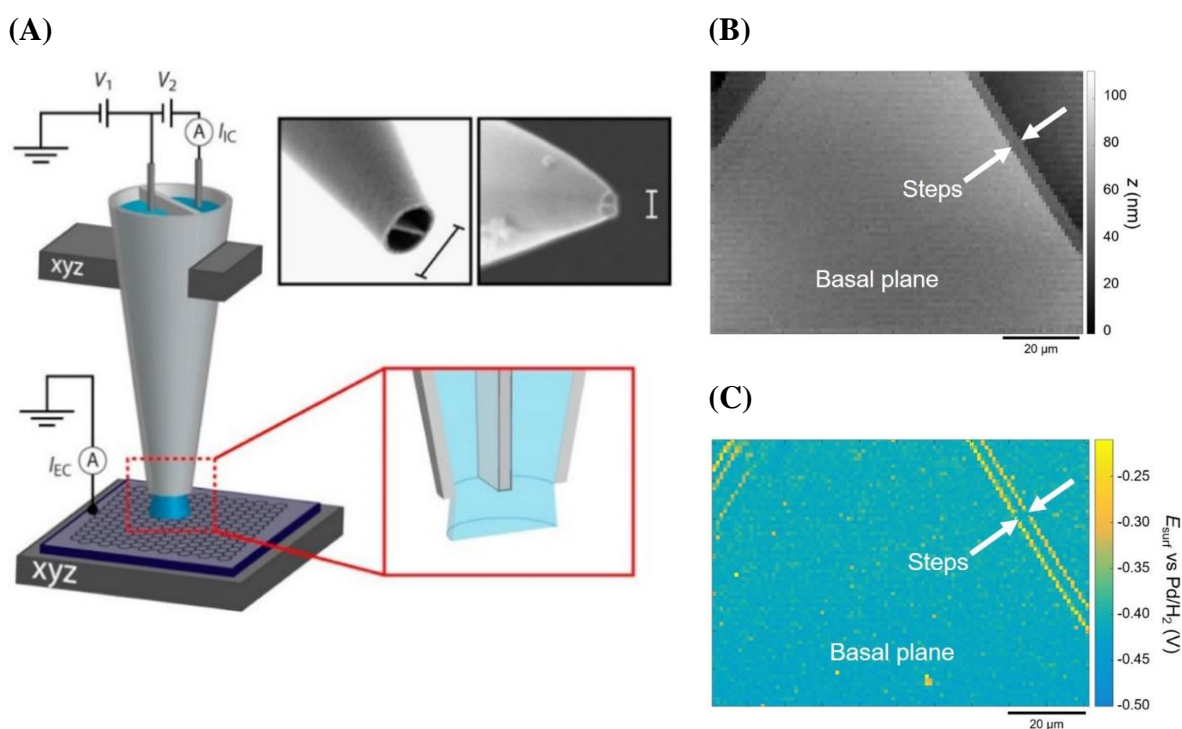 (A)
V1 V2
A IIC
xyz
IEC A
xyz
(B)
Steps
Basal plane
100
80
60
40
20
0
z (nm)
20 µm
(C)
Steps
Basal plane
-0.25
-0.30
-0.35
-0.40
-0.45
-0.50
Esurf vs Pd/H2 (V)
20 µm